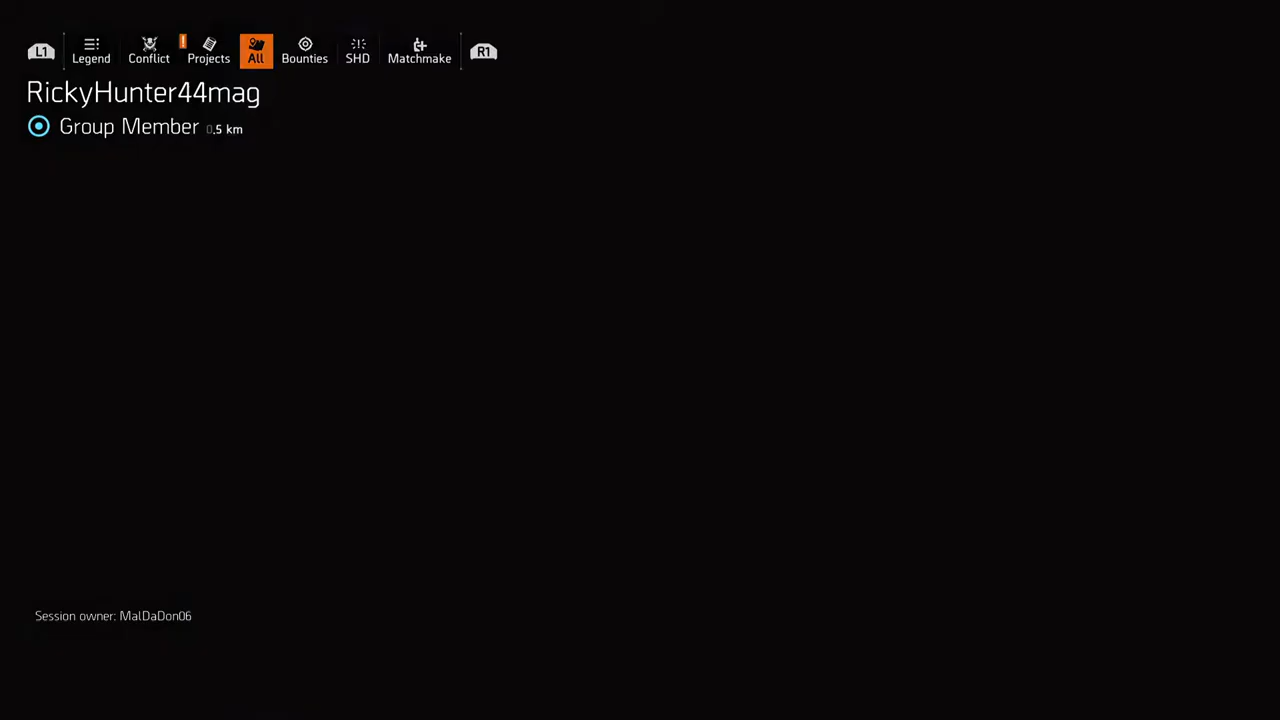 L1 Legend Conflict Projects All Bounties SHD Matchmake R1
RickyHunter44mag
Group Member 0.5 km
Session owner: MalDaDon06